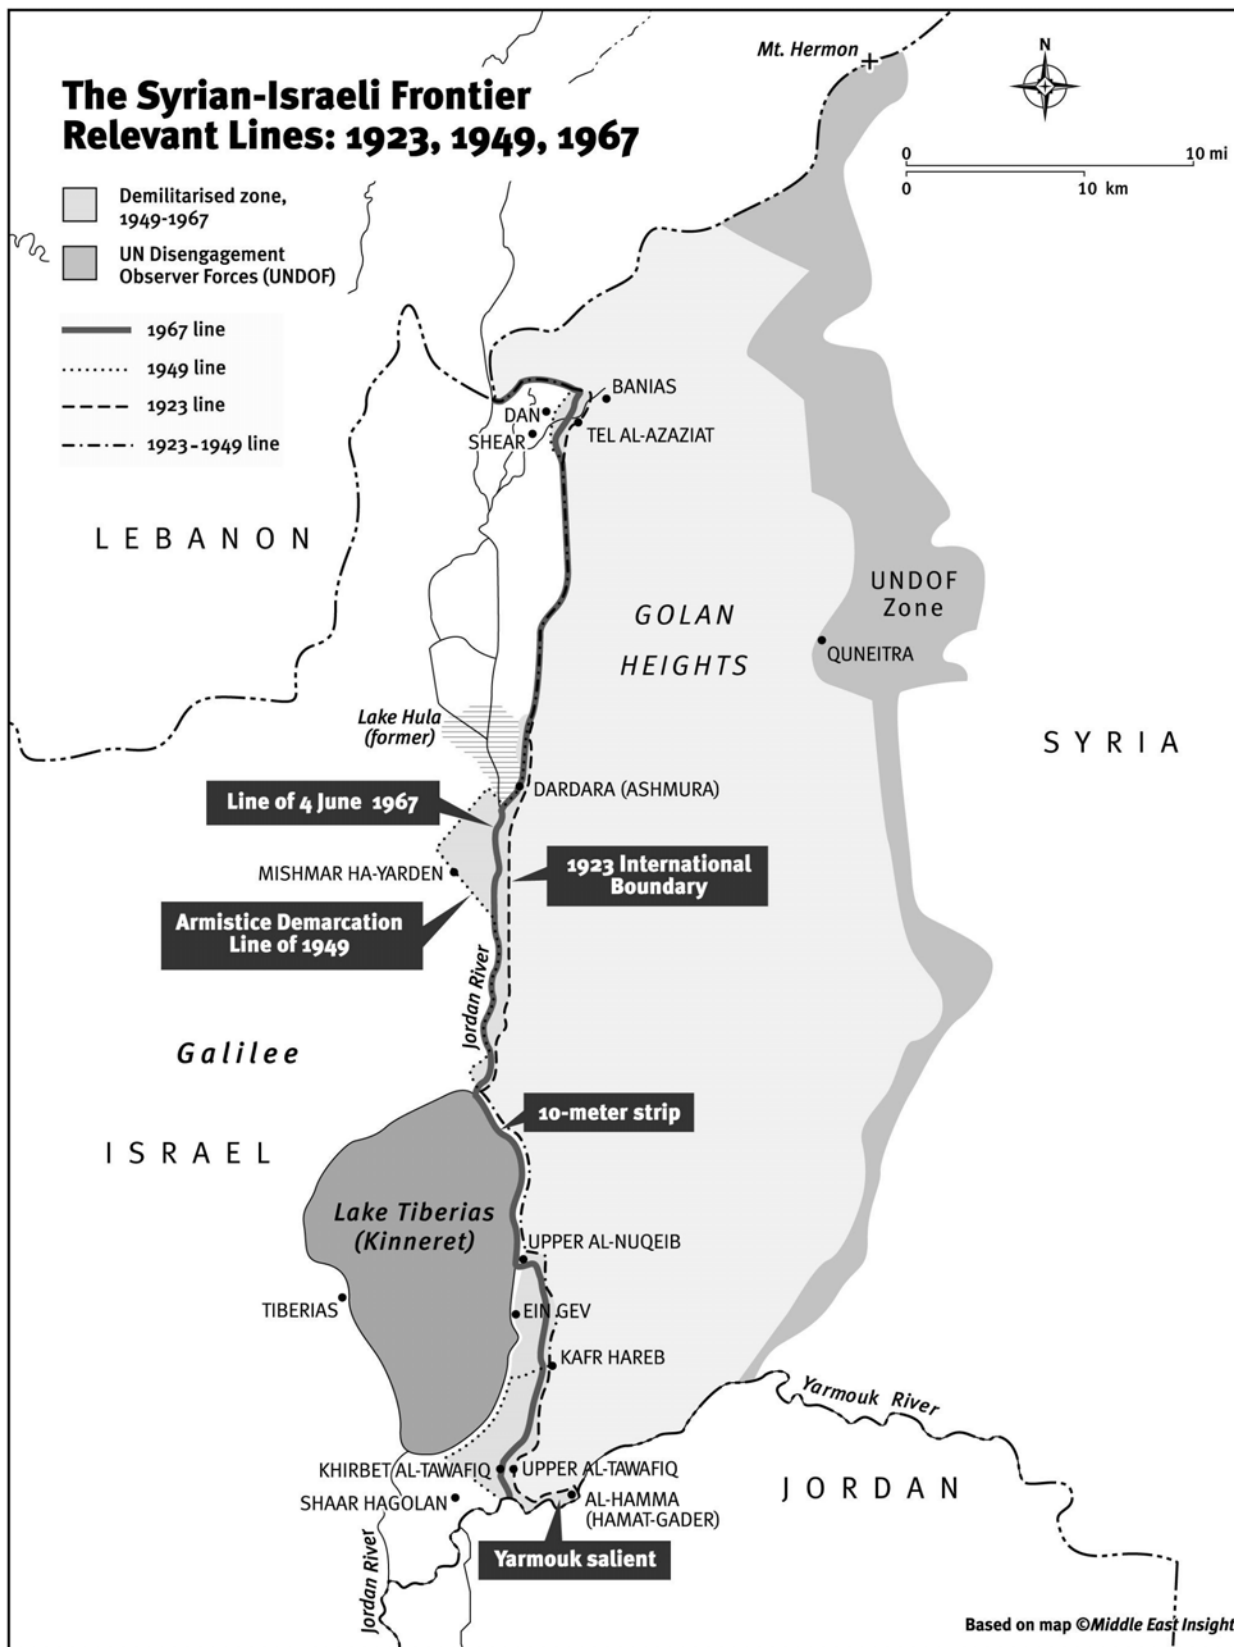 Mt. Hermon
N
The Syrian-Israeli Frontier
Relevant Lines: 1923, 1949, 1967
0 10 mi
0 10 km
Demilitarised zone,
1949-1967
UN Disengagement
Observer Forces (UNDOF)
1967 line
1949 line
1923 line
1923-1949 line
BANIAS
DAN
TEL AL-AZAZIAT
SHEAR
LEBANON
UNDOF
Zone
GOLAN
HEIGHTS
QUNEITRA
Lake Hula
(former)
SYRIA
DARDARA (ASHMURA)
Line of 4 June 1967
1923 International
Boundary
MISHMAR HA-YARDEN
Armistice Demarcation
Line of 1949
Jordan River
Galilee
10-meter strip
ISRAEL
Lake Tiberias
(Kinneret)
UPPER AL-NUQEIB
TIBERIAS
EIN GEV
KAFR HAREB
Yarmouk River
KHIRBET AL-TAWAFIQ
UPPER AL-TAWAFIQ
JORDAN
SHAAR HAGOLAN
AL-HAMMA
(HAMAT-GADER)
Yarmouk salient
Jordan River
Based on map ©Middle East Insight